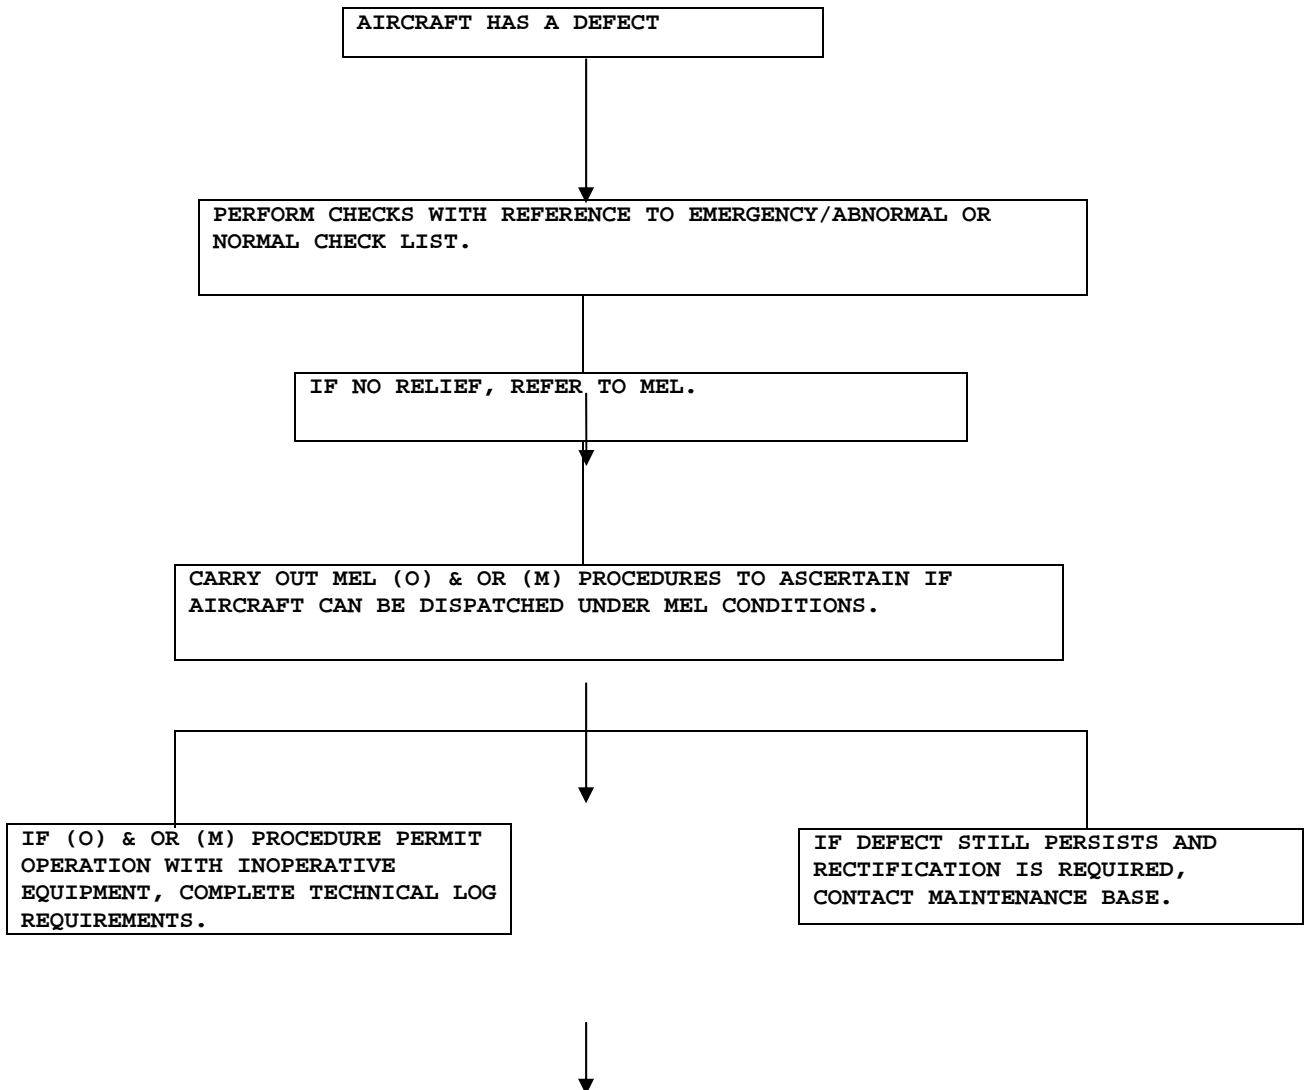 AIRCRAFT HAS A DEFECT
PERFORM CHECKS WITH REFERENCE TO EMERGENCY/ABNORMAL OR
NORMAL CHECK LIST.
IF NO RELIEF, REFER TO MEL.
CARRY OUT MEL (O) & OR (M) PROCEDURES TO ASCERTAIN IF
AIRCRAFT CAN BE DISPATCHED UNDER MEL CONDITIONS.
IF (O) & OR (M) PROCEDURE PERMIT
OPERATION WITH INOPERATIVE
EQUIPMENT, COMPLETE TECHNICAL LOG
REQUIREMENTS.
IF DEFECT STILL PERSISTS AND
RECTIFICATION IS REQUIRED,
CONTACT MAINTENANCE BASE.